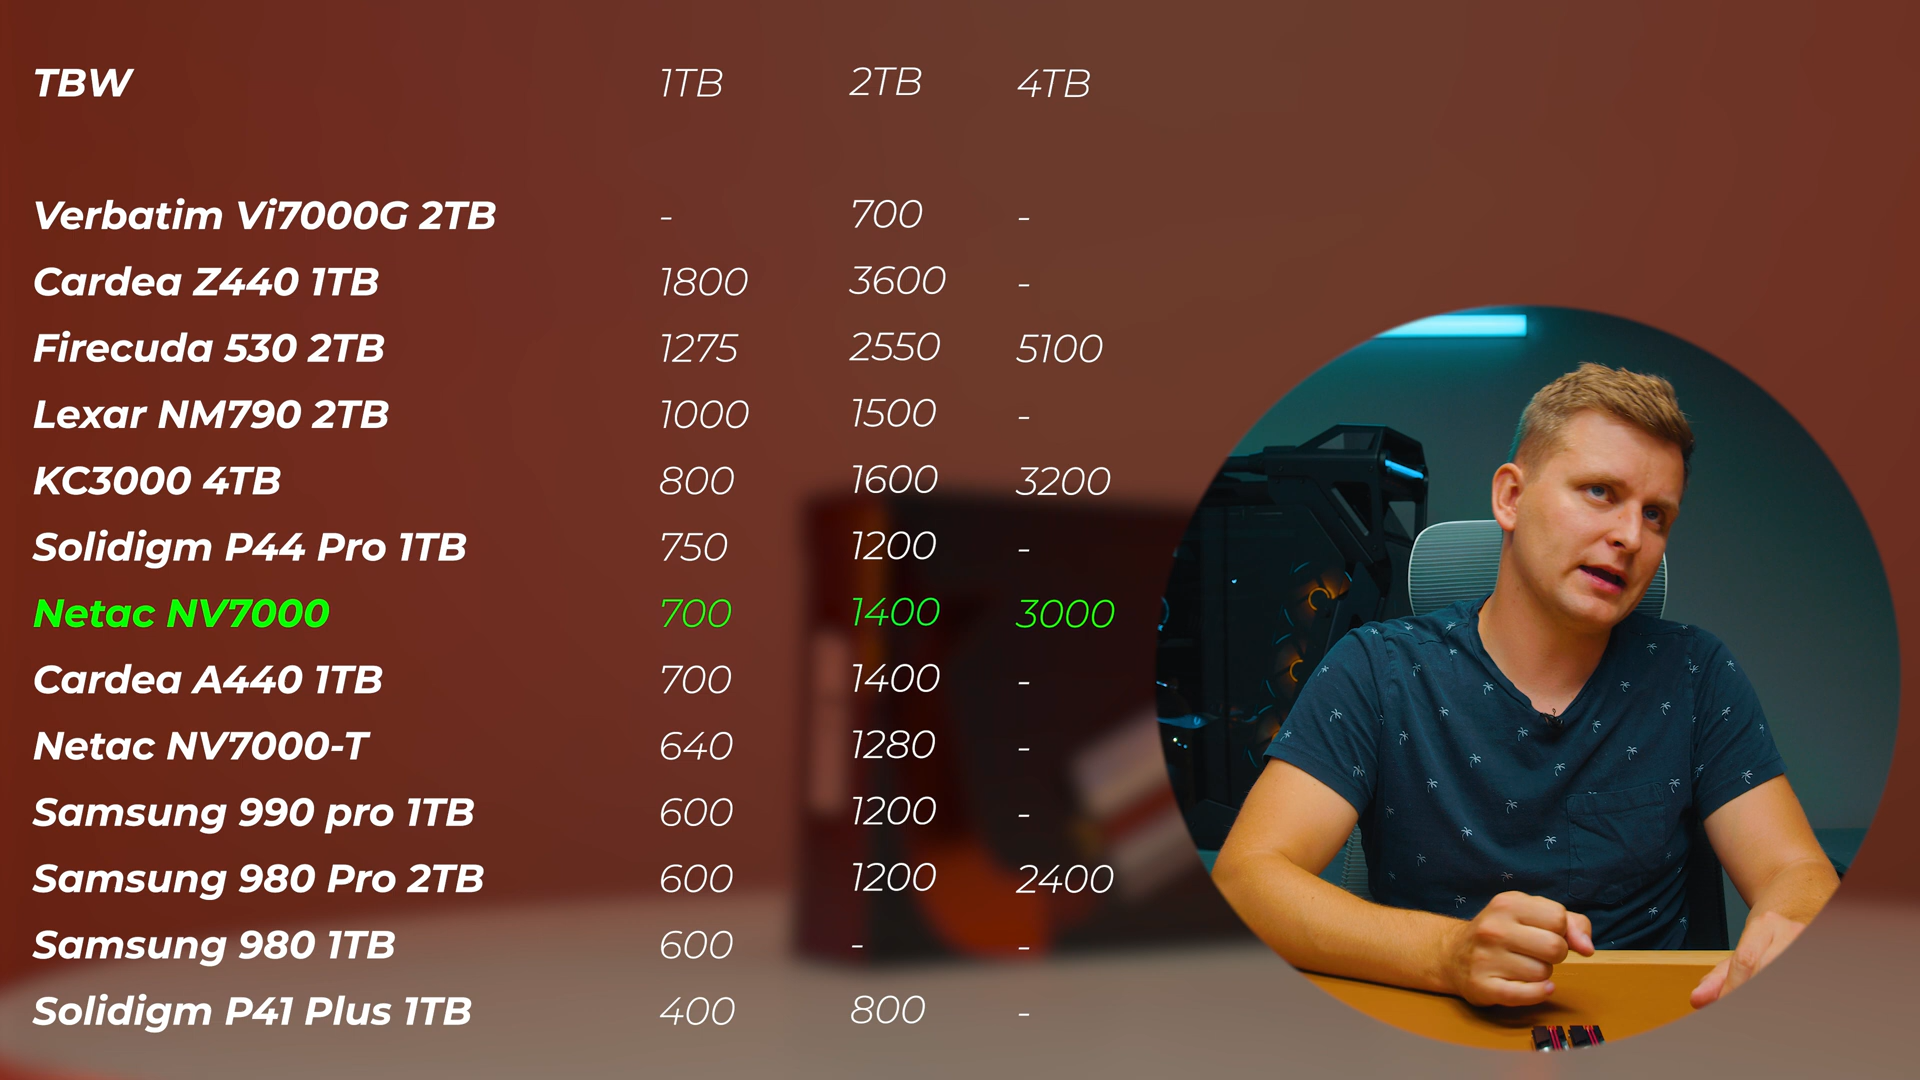 TBW 1TB 2TB 4TB
Verbatim Vi7000G 2TB - 700 -
Cardea Z440 1TB 1800 3600 -
Firecuda 530 2TB 1275 2550 5100
Lexar NM790 2TB 1000 1500 -
KC3000 4TB 800 1600 3200
Solidigm P44 Pro 1TB 750 1200 -
Netac NV7000 700 1400 3000
Cardea A440 1TB 700 1400 -
Netac NV7000-T 640 1280 -
Samsung 990 pro 1TB 600 1200 -
Samsung 980 Pro 2TB 600 1200 2400
Samsung 980 1TB 600 - -
Solidigm P41 Plus 1TB 400 800 -